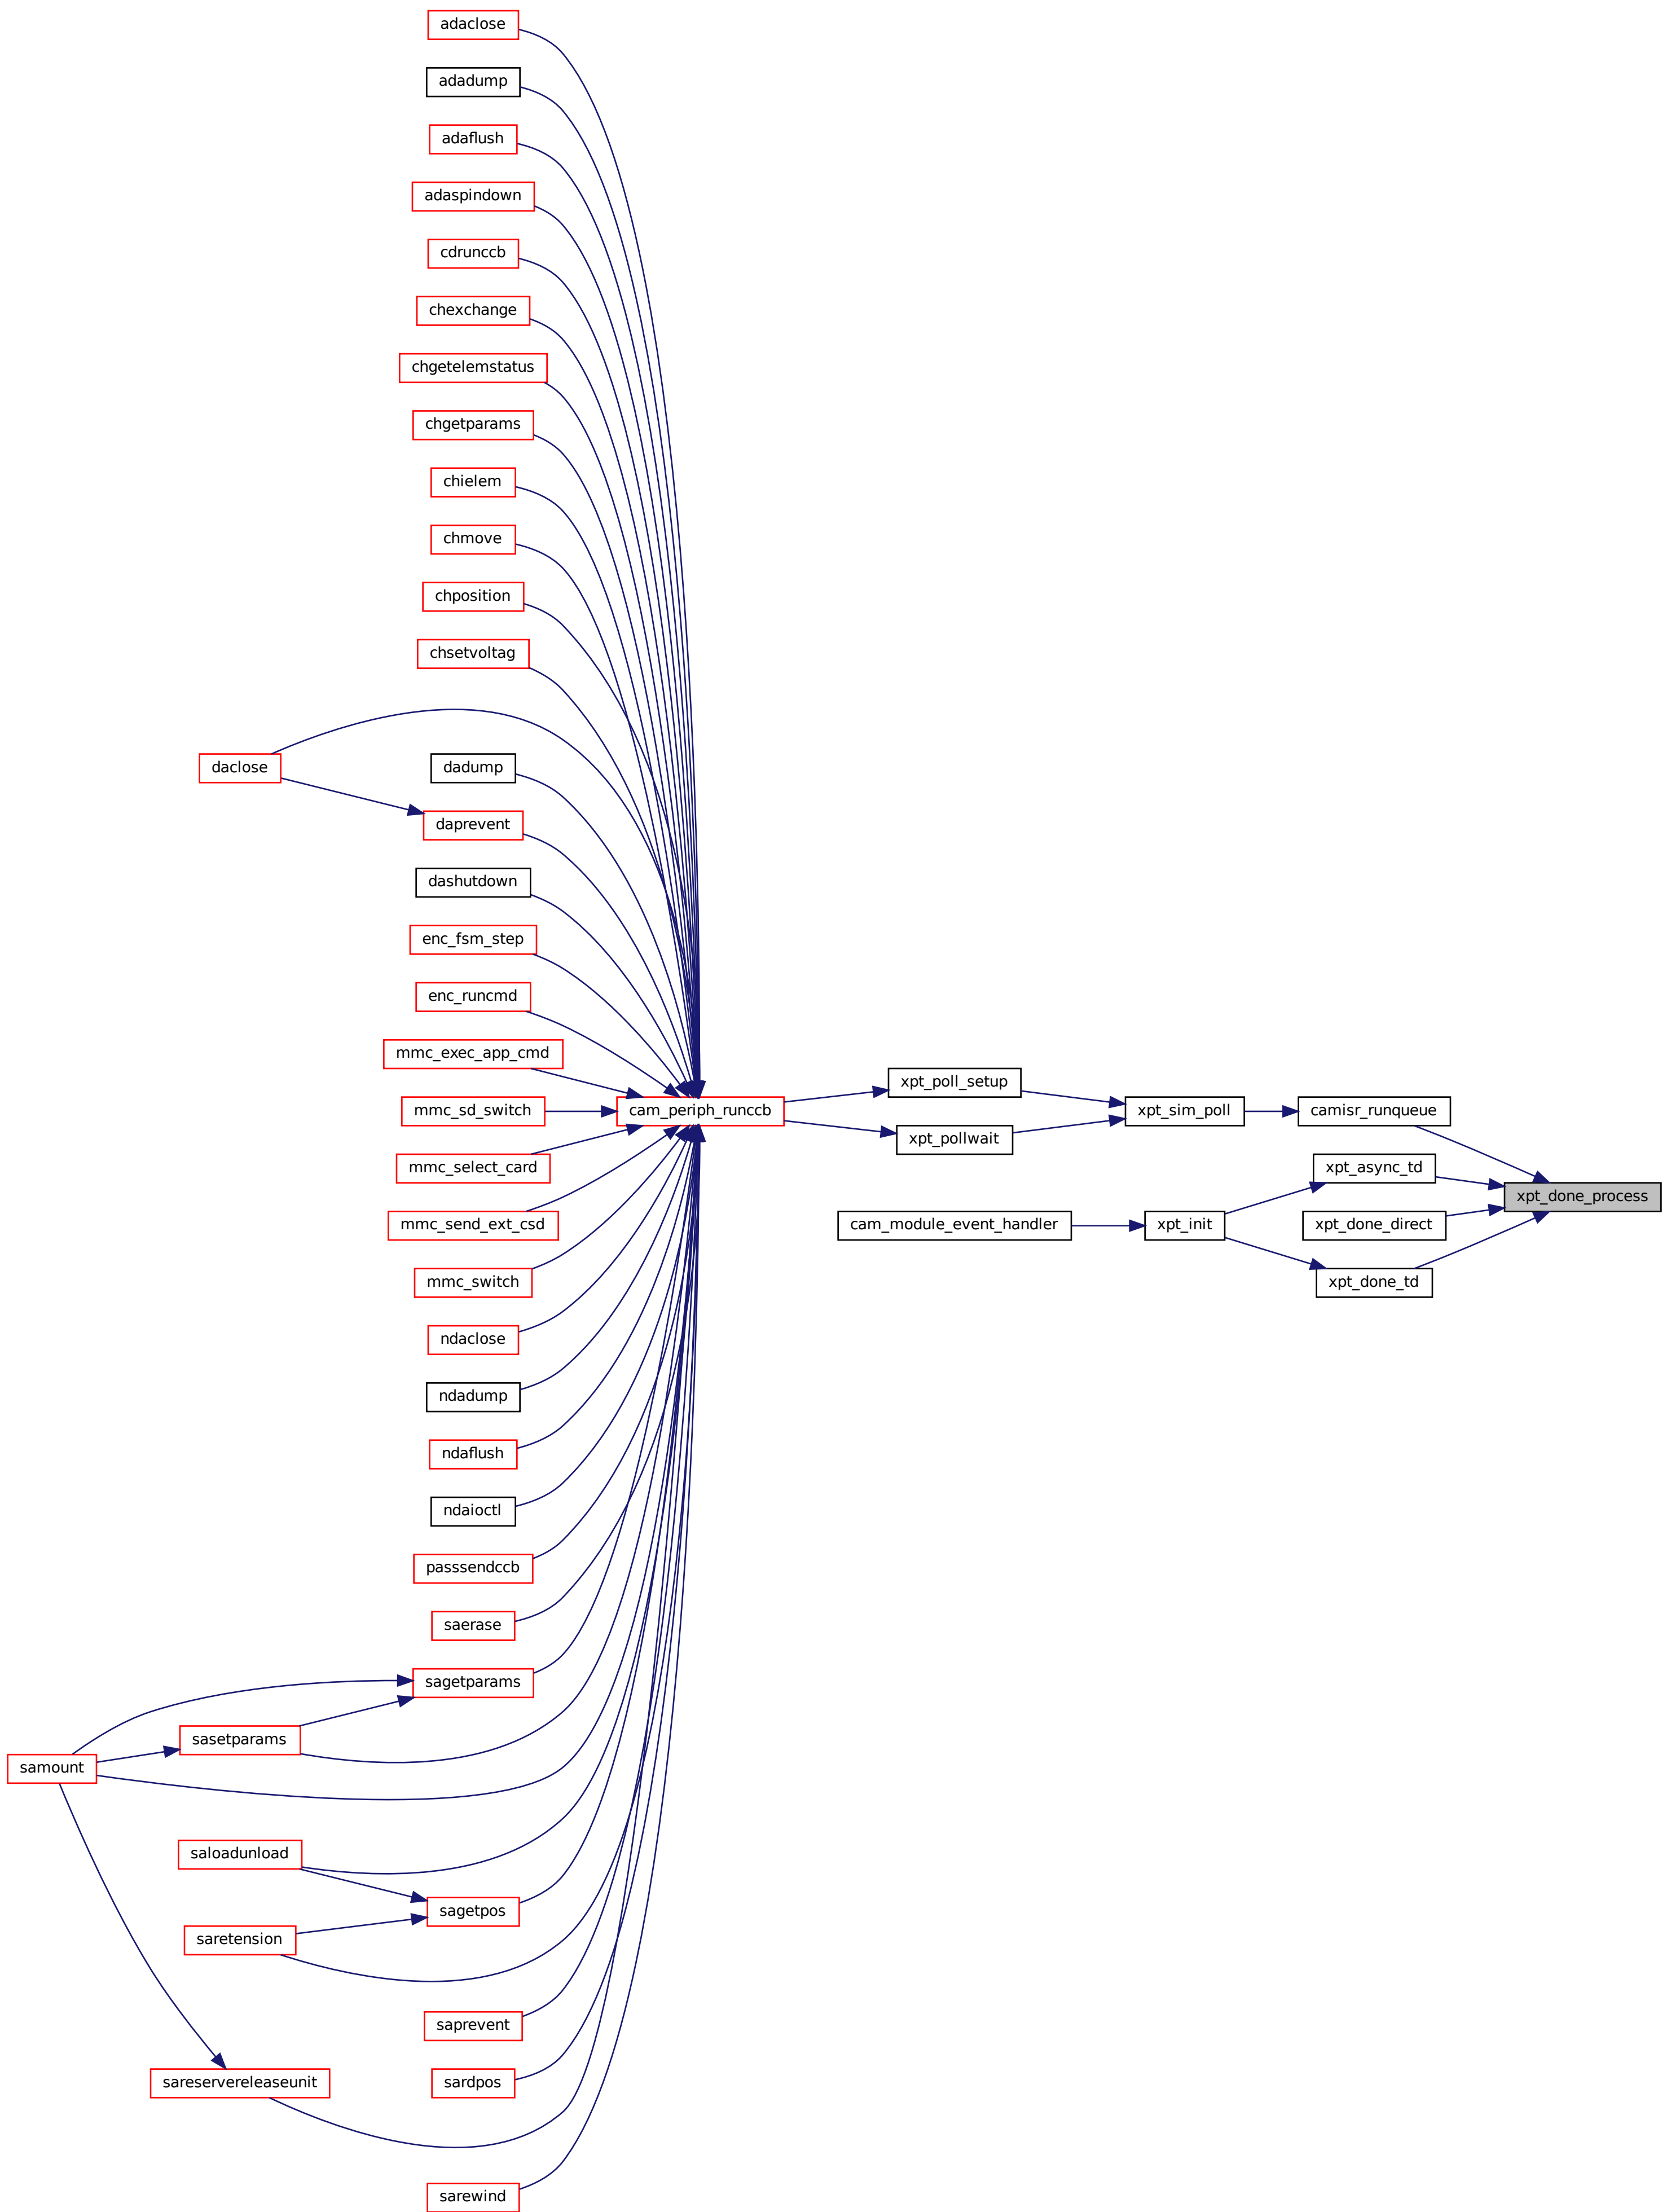 adaclose
adadump
adaflush
adaspindown
cdrunccb
chexchange
chgetelemstatus
chgetparams
chielem
chmove
chposition
chsetvoltag
daclose
dadump
daprevent
dashutdown
enc_fsm_step
enc_runcmd
mmc_exec_app_cmd
mmc_sd_switch
mmc_select_card
mmc_send_ext_csd
mmc_switch
ndaclose
ndadump
ndaflush
ndaioctl
passsendccb
saerase
sagetparams
sasetparams
samount
saloadunload
sagetpos
saretension
saprevent
sareservereleaseunit
sardpos
sarewind
cam_periph_runccb
xpt_poll_setup
xpt_pollwait
cam_module_event_handler
xpt_sim_poll
xpt_init
camisr_runqueue
xpt_async_td
xpt_done_direct
xpt_done_td
xpt_done_process